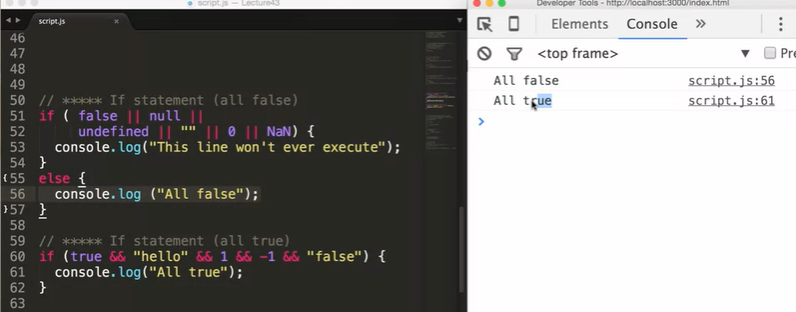 script.js — Lecture43
script.js ×
46
47
48
49
50 // ***** If statement (all false)
51 if ( false || null ||
52 undefined || "" || 0 || NaN) {
53 console.log("This line won't ever execute");
54 }
55 else {
56 console.log ("All false");
57 }
58
59 // ***** If statement (all true)
60 if (true && "hello" && 1 && -1 && "false") {
61 console.log("All true");
62 }
63
Developer Tools - http://localhost:3000/index.html
Elements Console »
<top frame> ▼ Pre
All false script.js:56
All true script.js:61
>